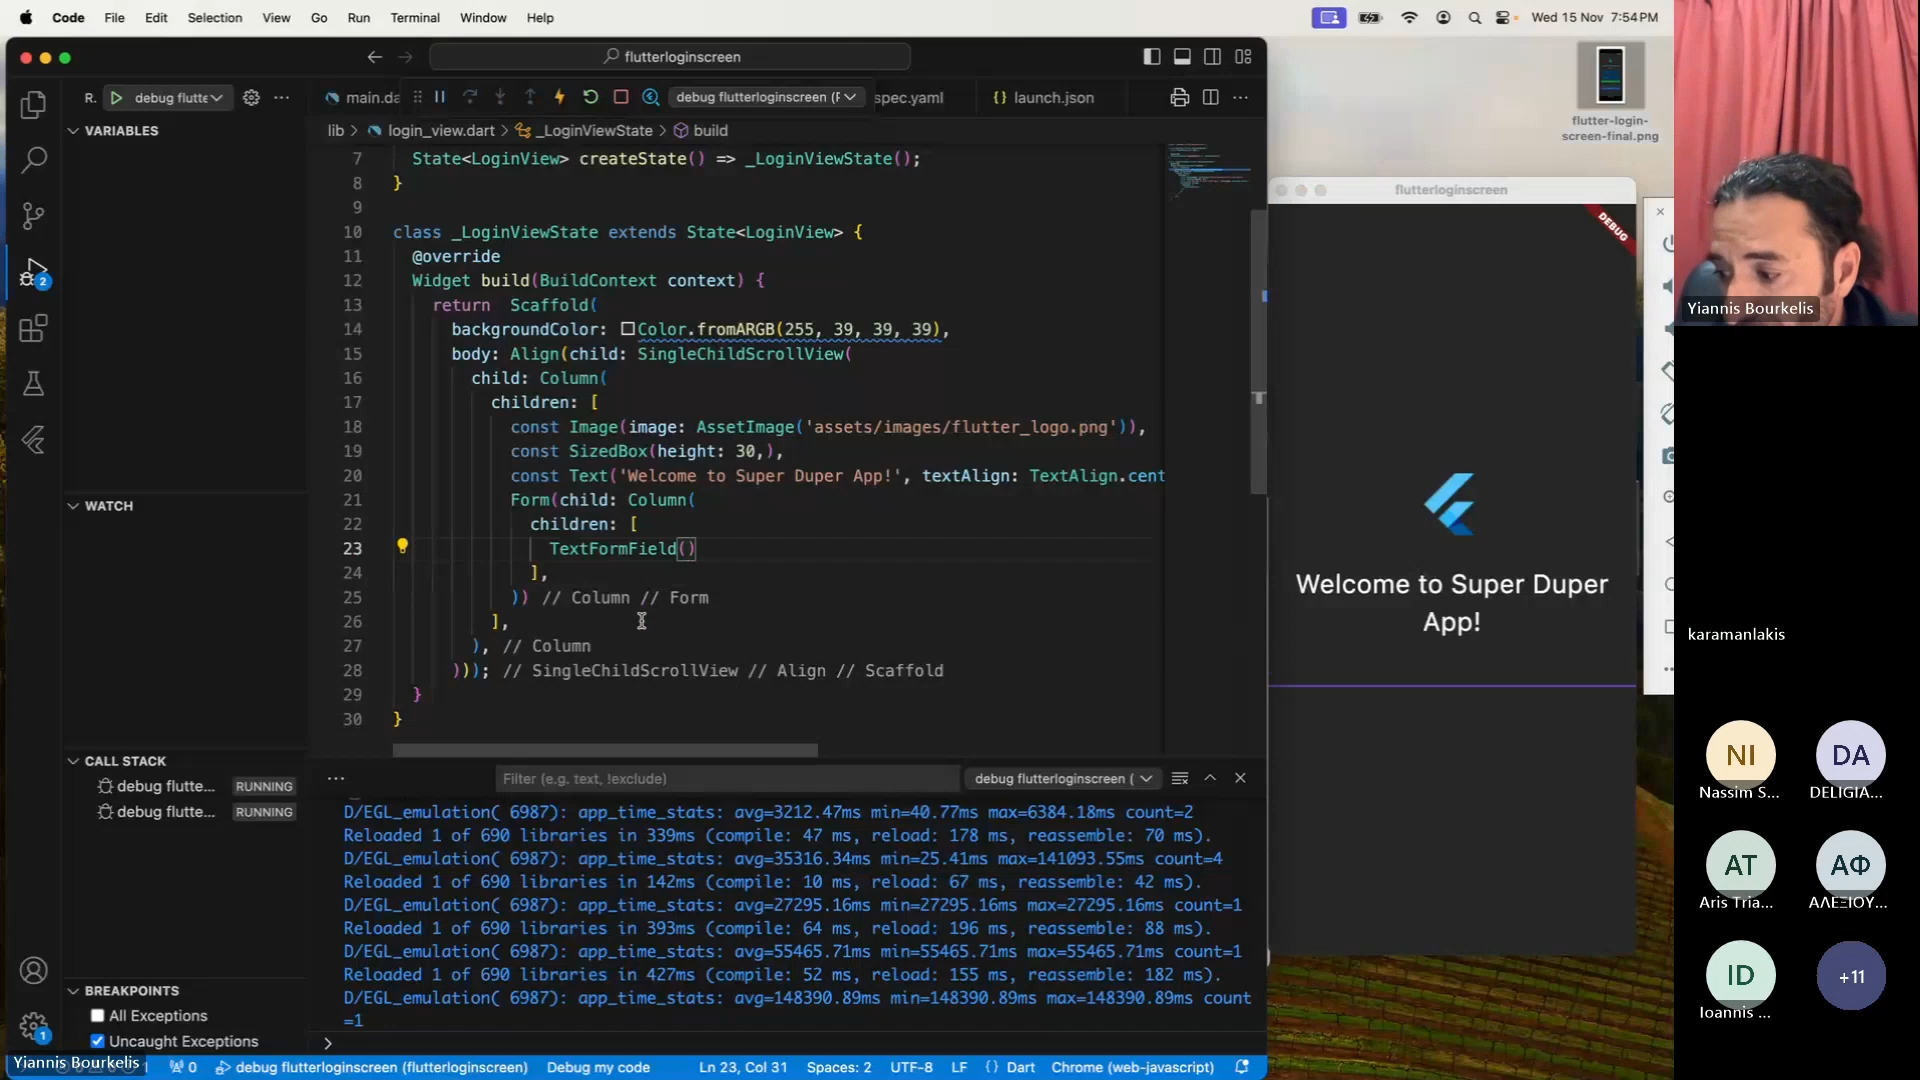 Code File Edit Selection View Go Run Terminal Window Help
Wed 15 Nov 7:54PM
flutterloginscreen
R. debug flutte
main.da
debug flutterloginscreen (F
spec.yaml
{} launch.json
VARIABLES
WATCH
CALL STACK
debug flutte... RUNNING
debug flutte... RUNNING
BREAKPOINTS
All Exceptions
Uncaught Exceptions
2
1
lib > login_view.dart > _LoginViewState > build
7 State<LoginView> createState() => _LoginViewState();
8 }
9
10 class _LoginViewState extends State<LoginView> {
11 @override
12 Widget build(BuildContext context) {
13 return  Scaffold(
14 backgroundColor: Color.fromARGB(255, 39, 39, 39),
15 body: Align(child: SingleChildScrollView(
16 child: Column(
17 children: [
18 const Image(image: AssetImage('assets/images/flutter_logo.png')),
19 const SizedBox(height: 30,),
20 const Text('Welcome to Super Duper App!', textAlign: TextAlign.cent
21 Form(child: Column(
22 children: [
23 TextFormField()
24 ],
25 )) // Column // Form
26 ],
27 ), // Column
28 ))); // SingleChildScrollView // Align // Scaffold
29 }
30 }
Filter (e.g. text, !exclude)
debug flutterloginscreen (
D/EGL_emulation( 6987): app_time_stats: avg=3212.47ms min=40.77ms max=6384.18ms count=2
Reloaded 1 of 690 libraries in 339ms (compile: 47 ms, reload: 178 ms, reassemble: 70 ms).
D/EGL_emulation( 6987): app_time_stats: avg=35316.34ms min=25.41ms max=141093.55ms count=4
Reloaded 1 of 690 libraries in 142ms (compile: 10 ms, reload: 67 ms, reassemble: 42 ms).
D/EGL_emulation( 6987): app_time_stats: avg=27295.16ms min=27295.16ms max=27295.16ms count=1
Reloaded 1 of 690 libraries in 393ms (compile: 64 ms, reload: 196 ms, reassemble: 88 ms).
D/EGL_emulation( 6987): app_time_stats: avg=55465.71ms min=55465.71ms max=55465.71ms count=1
Reloaded 1 of 690 libraries in 427ms (compile: 52 ms, reload: 155 ms, reassemble: 182 ms).
D/EGL_emulation( 6987): app_time_stats: avg=148390.89ms min=148390.89ms max=148390.89ms count
=1
Yiannis Bourkelis
0 debug flutterloginscreen (flutterloginscreen) Debug my code Ln 23, Col 31 Spaces: 2 UTF-8 LF {} Dart Chrome (web-javascript)
flutter-login-
screen-final.png
flutterloginscreen
DEBUG
Welcome to Super Duper
App!
Yiannis Bourkelis
karamanlakis
NI
Nassim S...
DA
DELIGIA...
AT
Aris Tria...
ΑΦ
ΑΛΕΞΙΟΥ...
ID
Ioannis ...
+11